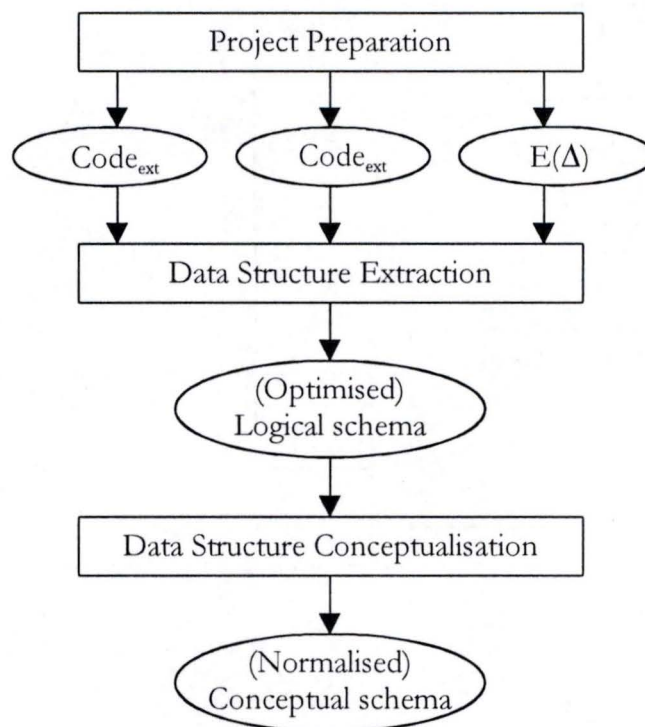 Project Preparation
Code_ext
Code_ext
E(Δ)
Data Structure Extraction
(Optimised)
Logical schema
Data Structure Conceptualisation
(Normalised)
Conceptual schema